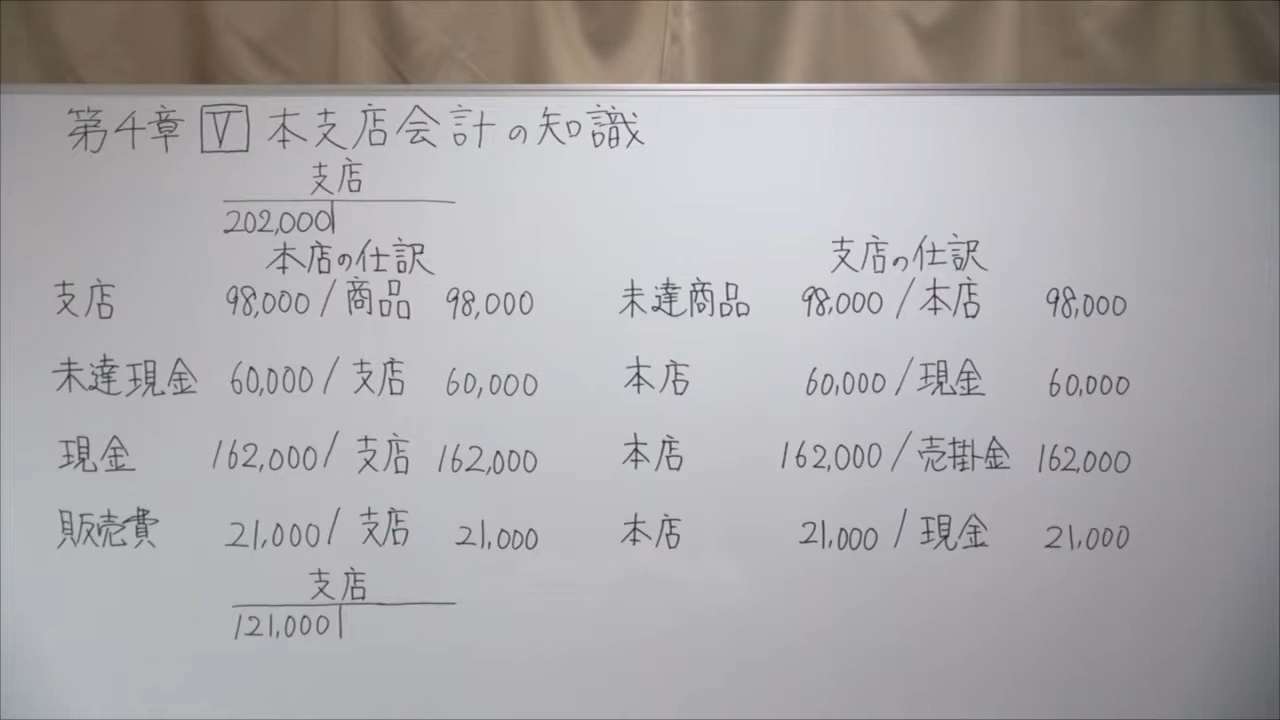 第4章 V 本支店会計の知識
支店
202,000
本店の仕訳 支店の仕訳
支店 98,000 / 商品 98,000 未達商品 98,000 / 本店 98,000
未達現金 60,000 / 支店 60,000 本店 60,000 / 現金 60,000
現金 162,000 / 支店 162,000 本店 162,000 / 売掛金 162,000
販売費 21,000 / 支店 21,000 本店 21,000 / 現金 21,000
支店
121,000